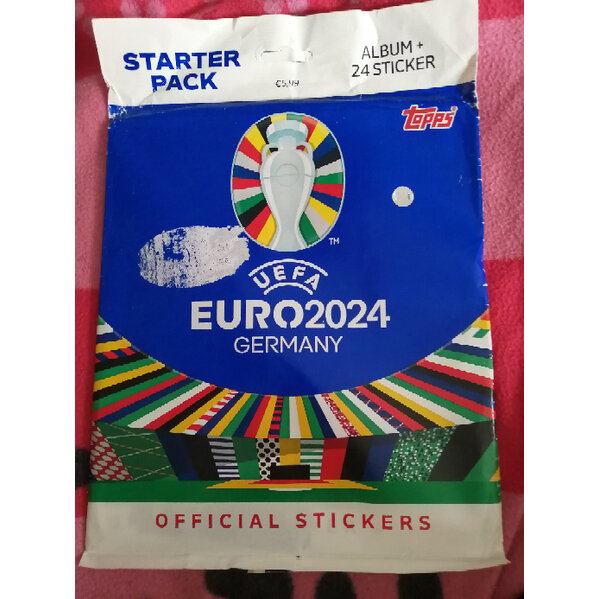 STARTER
PACK
€5,99
ALBUM +
24 STICKER
Topps
TM
UEFA
EURO2024
GERMANY
OFFICIAL STICKERS